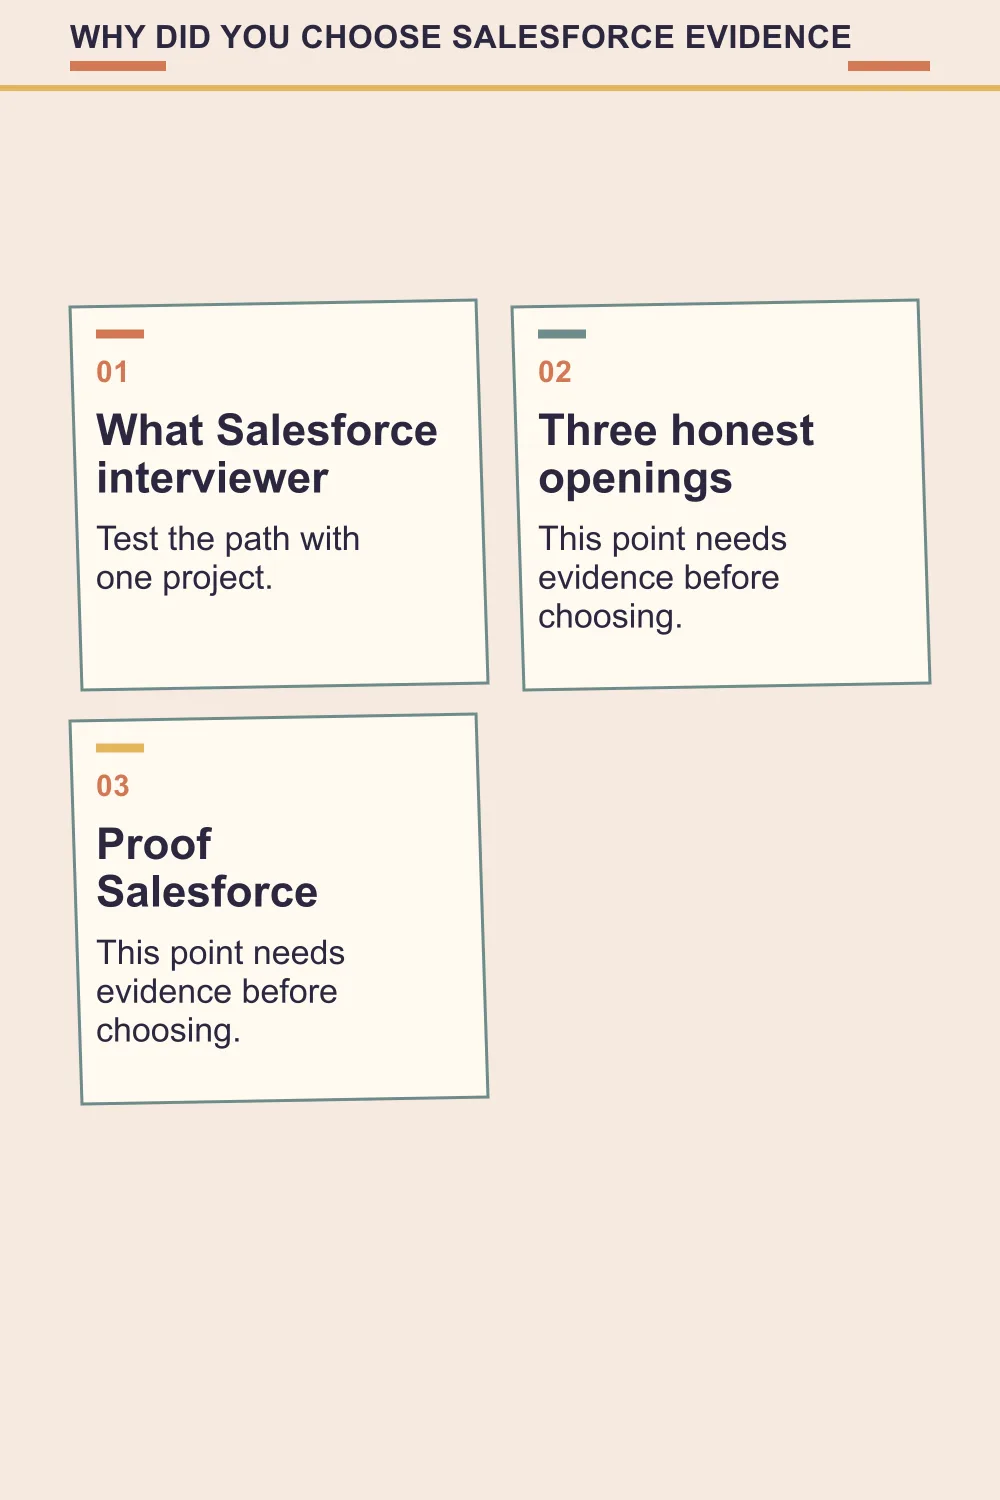 WHY DID YOU CHOOSE SALESFORCE EVIDENCE
01
What Salesforce
interviewer
Test the path with
one project.
02
Three honest
openings
This point needs
evidence before
choosing.
03
Proof
Salesforce
This point needs
evidence before
choosing.